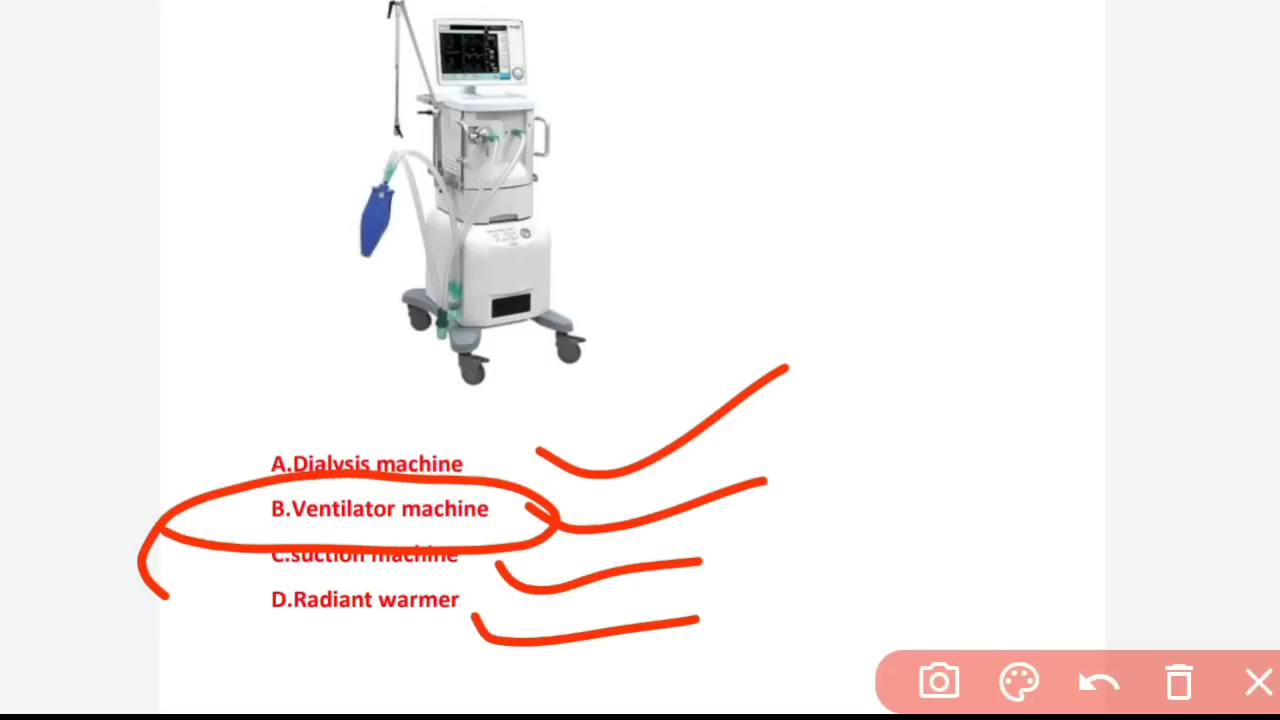 A.Dialysis machine
B.Ventilator machine
C.suction machine
D.Radiant warmer